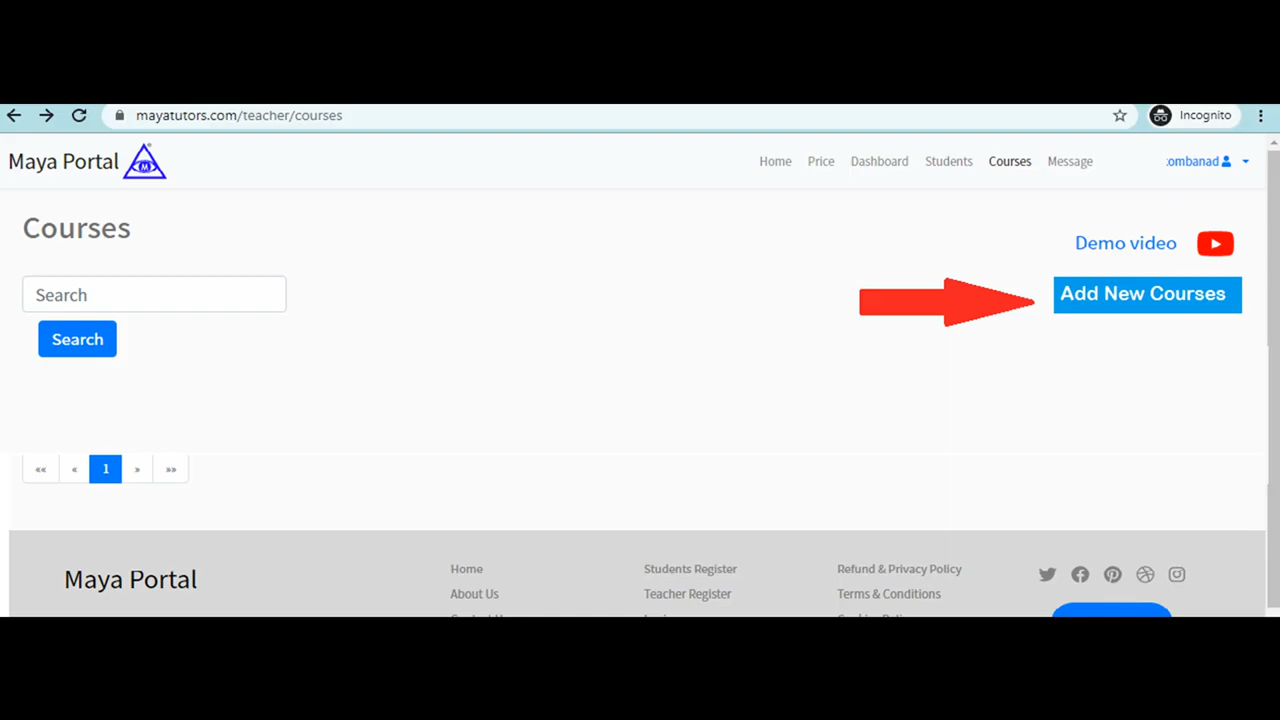 mayatutors.com/teacher/courses
Incognito
Maya Portal M Home Price Dashboard Students Courses Message :ombanad
Courses
Demo video
Search
Add New Courses
Search
«« « 1 » »»
Maya Portal
Home Students Register Refund & Privacy Policy
About Us Teacher Register Terms & Conditions